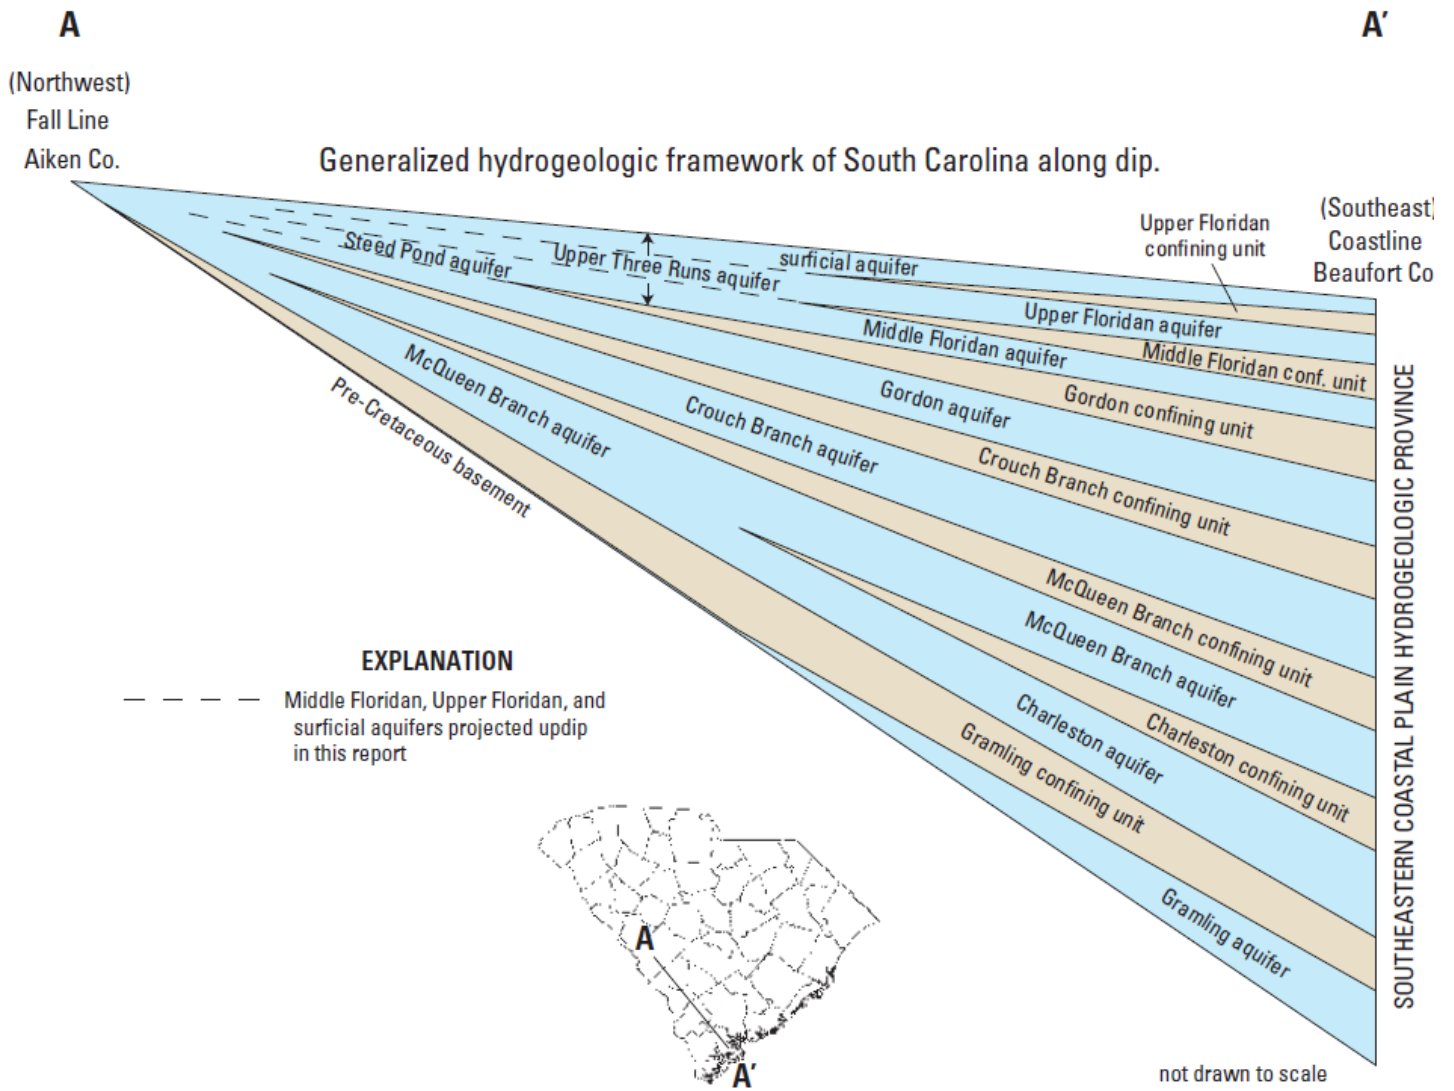 A
A′
(Northwest)
Fall Line
Aiken Co.
Generalized hydrogeologic framework of South Carolina along dip.
(Southeast)
Coastline
Beaufort Co
Upper Floridan
confining unit
surficial aquifer
Steed Pond aquifer
Upper Three Runs aquifer
Upper Floridan aquifer
Middle Floridan aquifer
Middle Floridan conf. unit
Gordon aquifer
Gordon confining unit
McQueen Branch aquifer
Crouch Branch aquifer
Crouch Branch confining unit
Pre-Cretaceous basement
McQueen Branch confining unit
McQueen Branch aquifer
Charleston aquifer
Charleston confining unit
Gramling confining unit
Gramling aquifer
SOUTHEASTERN COASTAL PLAIN HYDROGEOLOGIC PROVINCE
EXPLANATION
Middle Floridan, Upper Floridan, and
surficial aquifers projected updip
in this report
A
A′
not drawn to scale